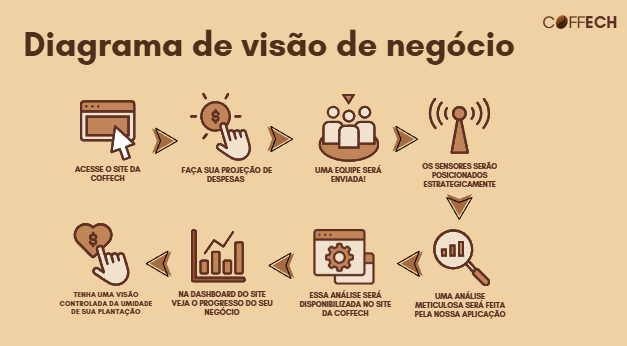 COFFECH
Diagrama de visão de negócio
ACESSE O SITE DA
COFFECH
FAÇA SUA PROJEÇÃO DE
DESPESAS
UMA EQUIPE SERÁ
ENVIADA!
OS SENSORES SERÃO
POSICIONADOS
ESTRATEGICAMENTE
UMA ANÁLISE
METICULOSA SERÁ FEITA
PELA NOSSA APLICAÇÃO
ESSA ANÁLISE SERÁ
DISPONIBILIZADA NO SITE
DA COFFECH
NA DASHBOARD DO SITE
VEJA O PROGRESSO DO SEU
NEGÓCIO
TENHA UMA VISÃO
CONTROLADA DA UMIDADE
DE SUA PLANTAÇÃO